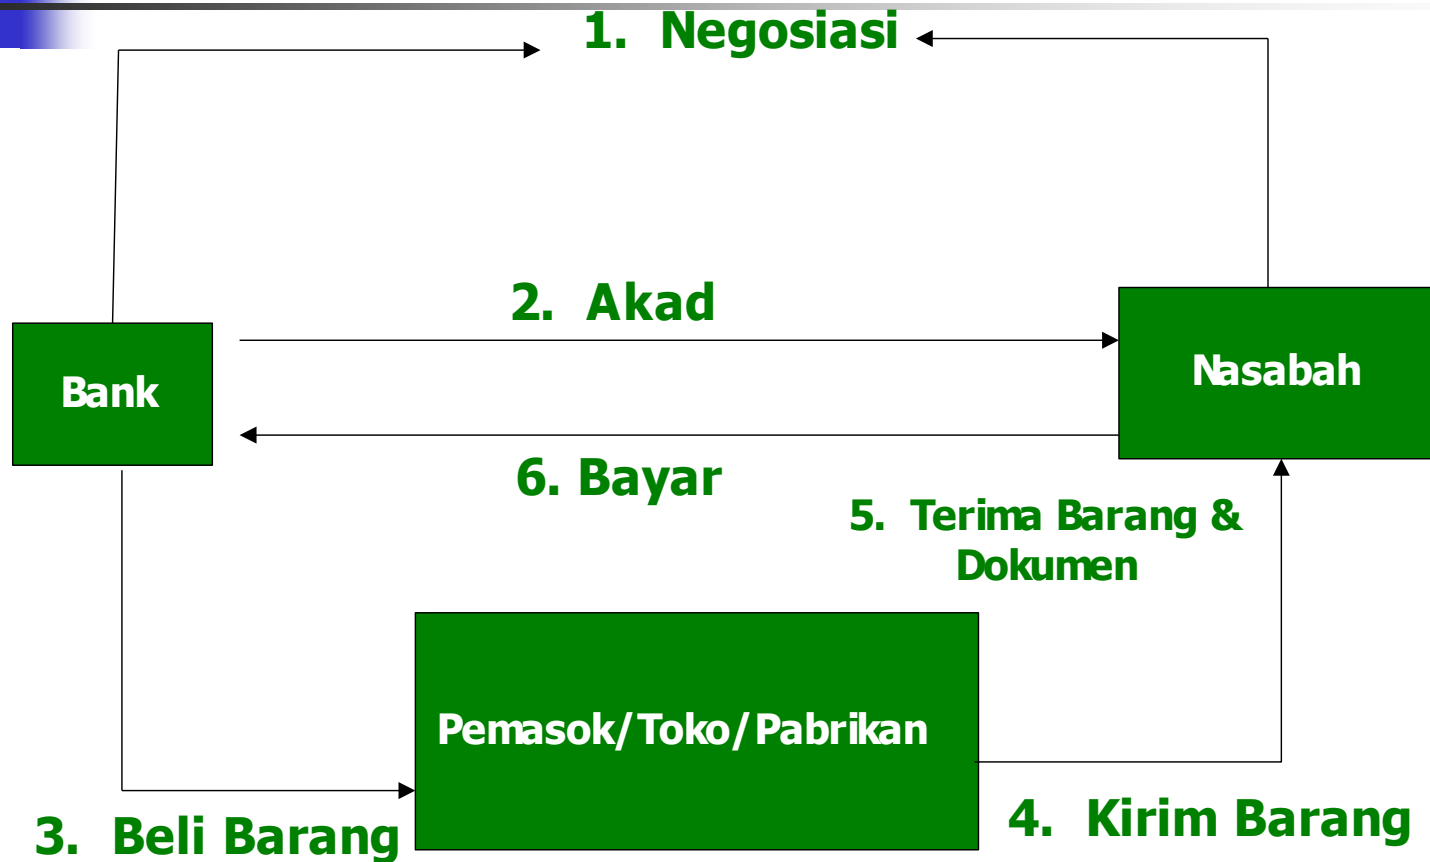 1. Negosiasi
2. Akad
Bank
Nasabah
6. Bayar
5. Terima Barang &
Dokumen
Pemasok/Toko/Pabrikan
3. Beli Barang
4. Kirim Barang